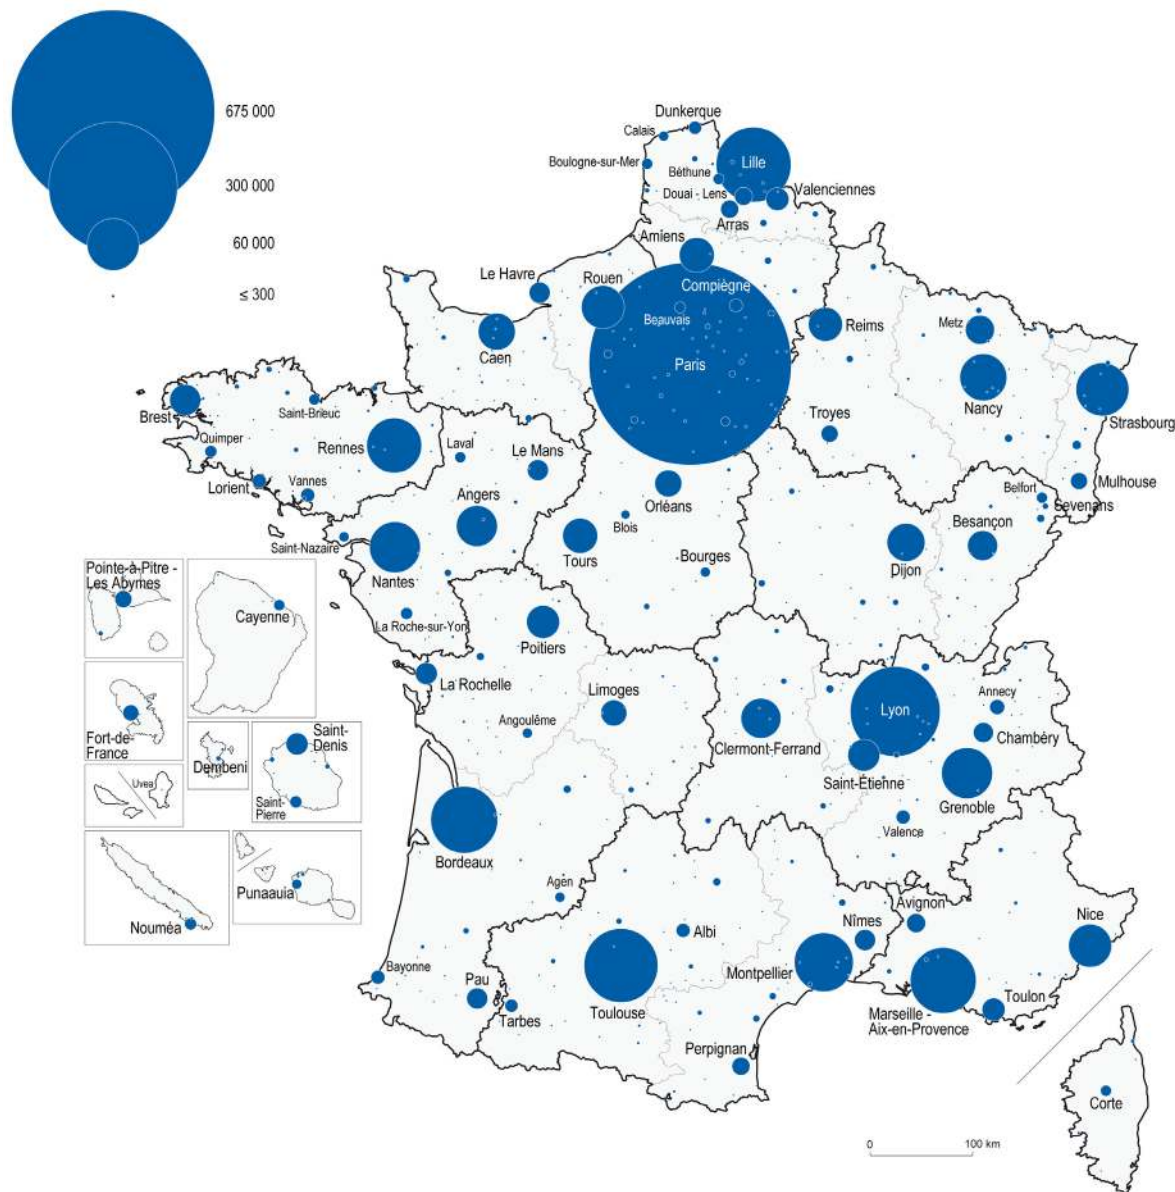 675 000
300 000
60 000
≤ 300
Dunkerque
Calais
Lille
Boulogne-sur-Mer
Béthune
Douai - Lens
Valenciennes
Arras
Amiens
Le Havre
Rouen
Compiègne
Beauvais
Reims
Metz
Caen
Paris
Nancy
Strasbourg
Brest
Saint-Brieuc
Troyes
Quimper
Rennes
Laval
Le Mans
Lorient
Vannes
Angers
Orléans
Mulhouse
Belfort
Sevenans
Besançon
Blois
Saint-Nazaire
Nantes
Tours
Bourges
Dijon
La Roche-sur-Yon
Poitiers
La Rochelle
Limoges
Angoulême
Clermont-Ferrand
Lyon
Annecy
Chambéry
Saint-Étienne
Grenoble
Valence
Bordeaux
Agen
Albi
Avignon
Nîmes
Nice
Bayonne
Pau
Tarbes
Toulouse
Montpellier
Marseille -
Aix-en-Provence
Toulon
Perpignan
Corte
Pointe-à-Pitre -
Les Abymes
Cayenne
Fort-de-
France
Dembeni
Saint-
Denis
Saint-
Pierre
Uvea
Nouméa
Punaauia
0 100 km